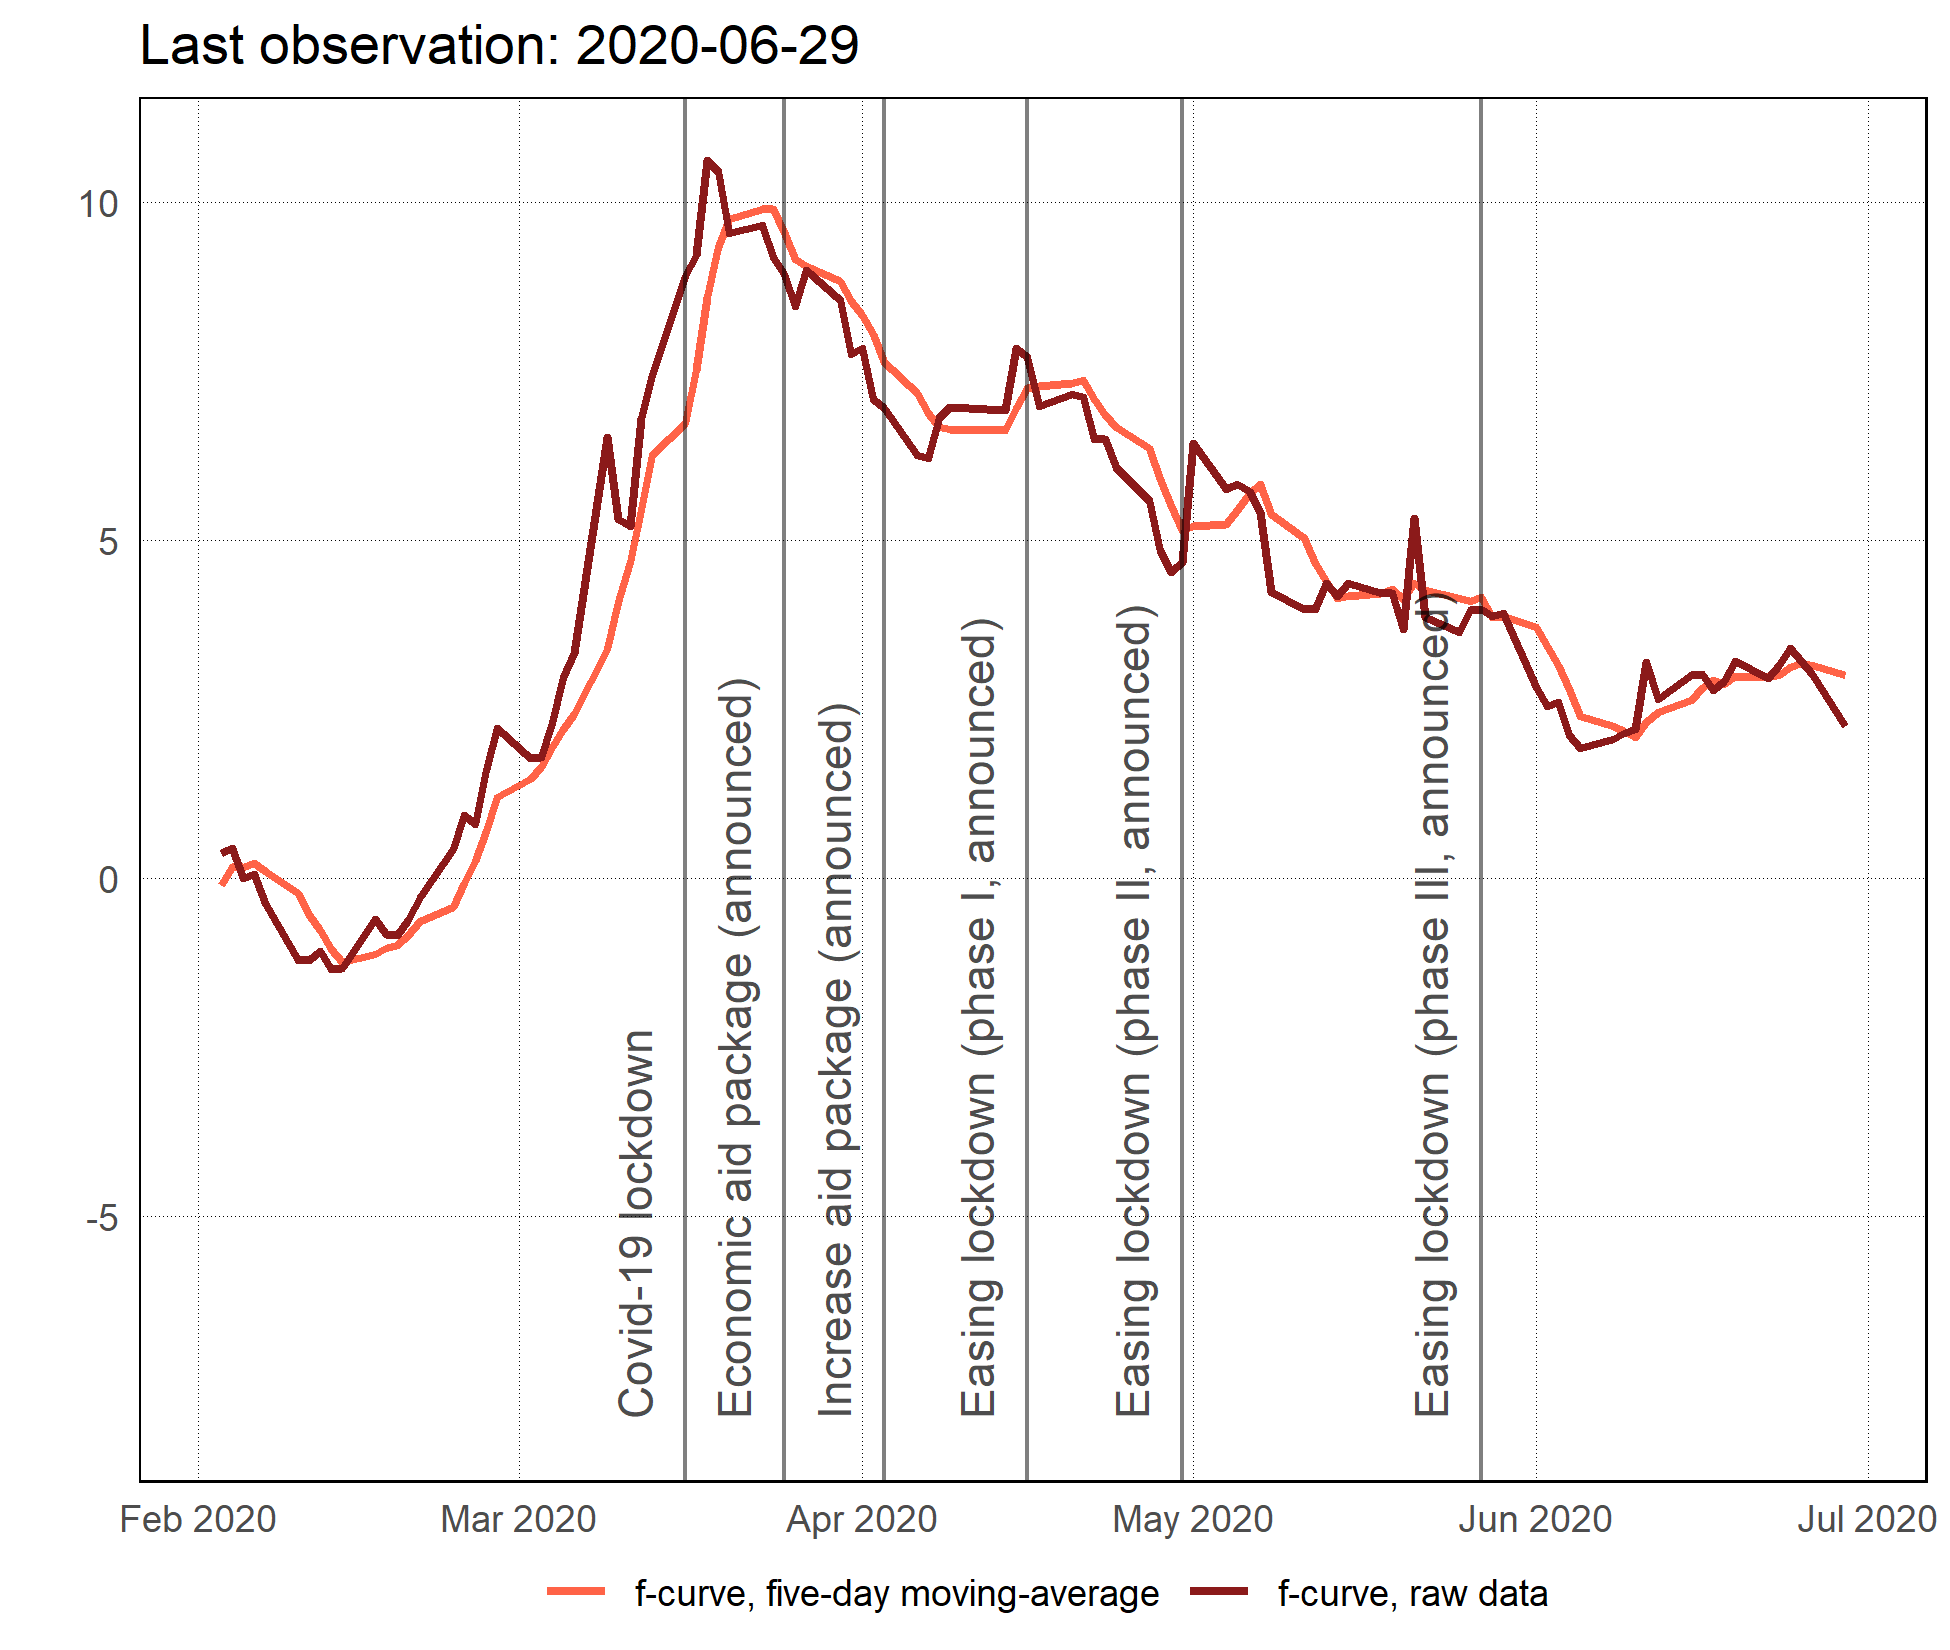 Last observation: 2020-06-29
10
5
0
-5
Covid-19 lockdown
Economic aid package (announced)
Increase aid package (announced)
Easing lockdown (phase I, announced)
Easing lockdown (phase II, announced)
Easing lockdown (phase III, announced)
Feb 2020
Mar 2020
Apr 2020
May 2020
Jun 2020
Jul 2020
f-curve, five-day moving-average
f-curve, raw data